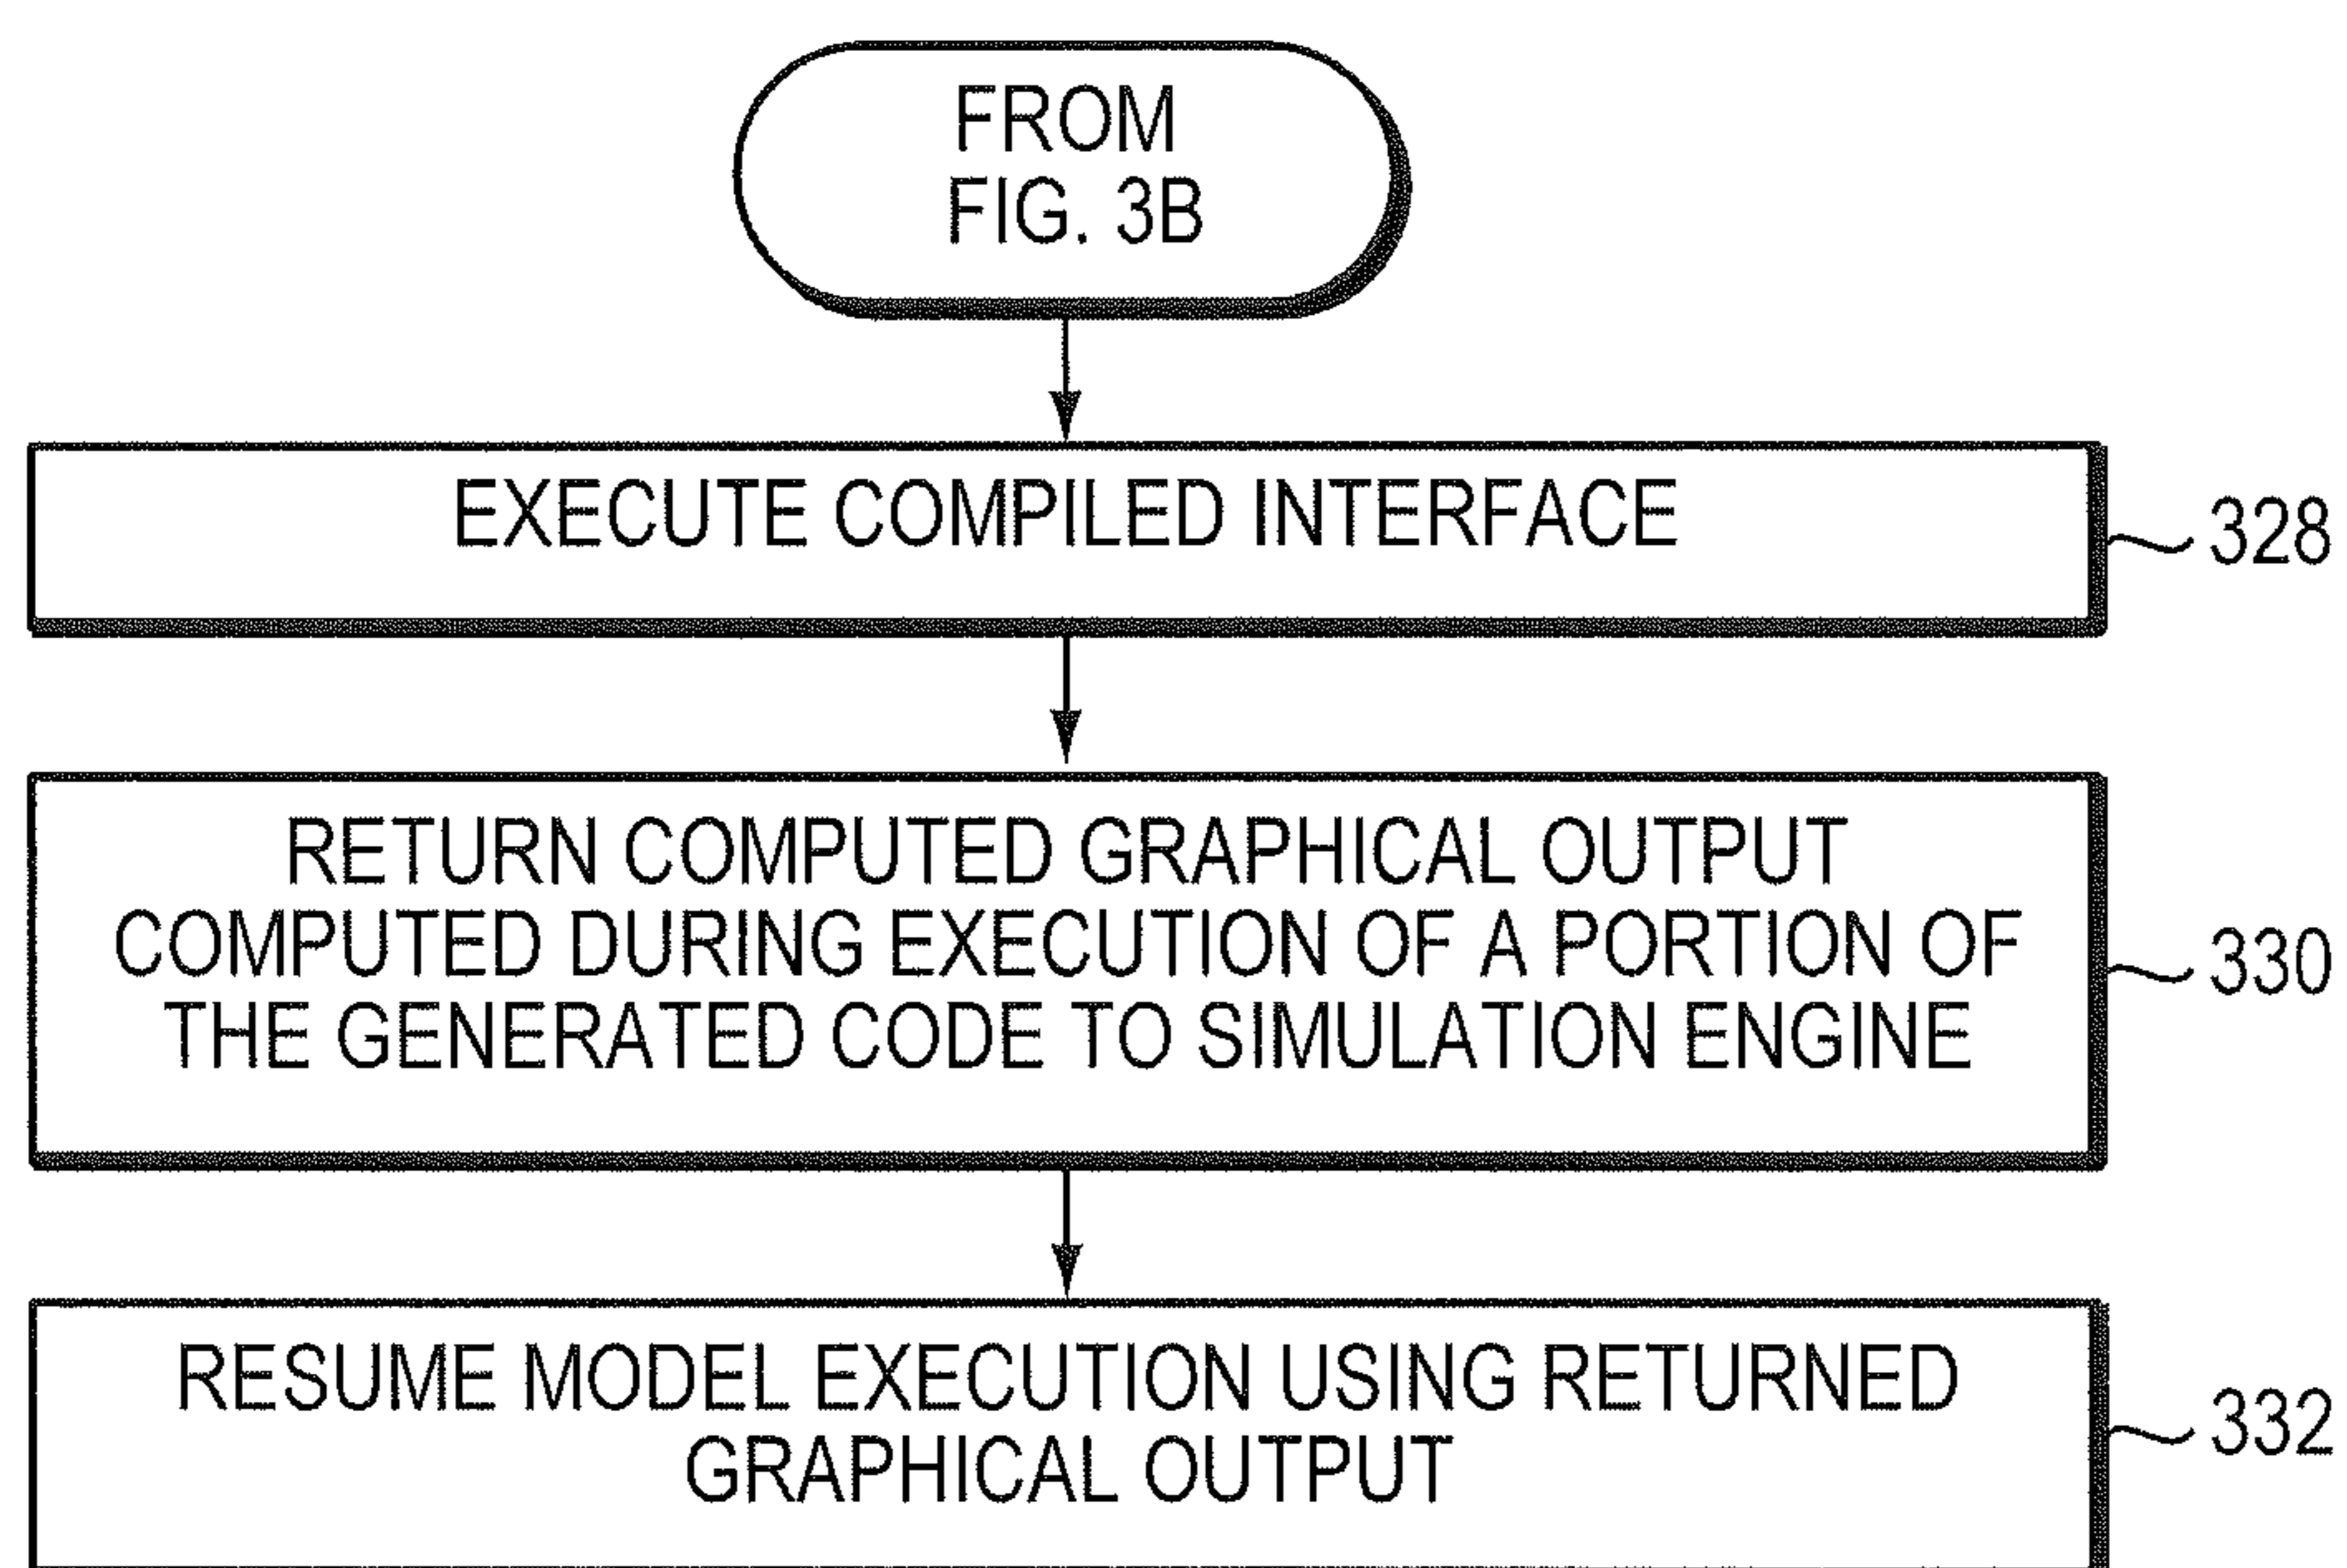 FROM
FIG. 3B
EXECUTE COMPILED INTERFACE
328
RETURN COMPUTED GRAPHICAL OUTPUT
COMPUTED DURING EXECUTION OF A PORTION OF
THE GENERATED CODE TO SIMULATION ENGINE
330
RESUME MODEL EXECUTION USING RETURNED
GRAPHICAL OUTPUT
332